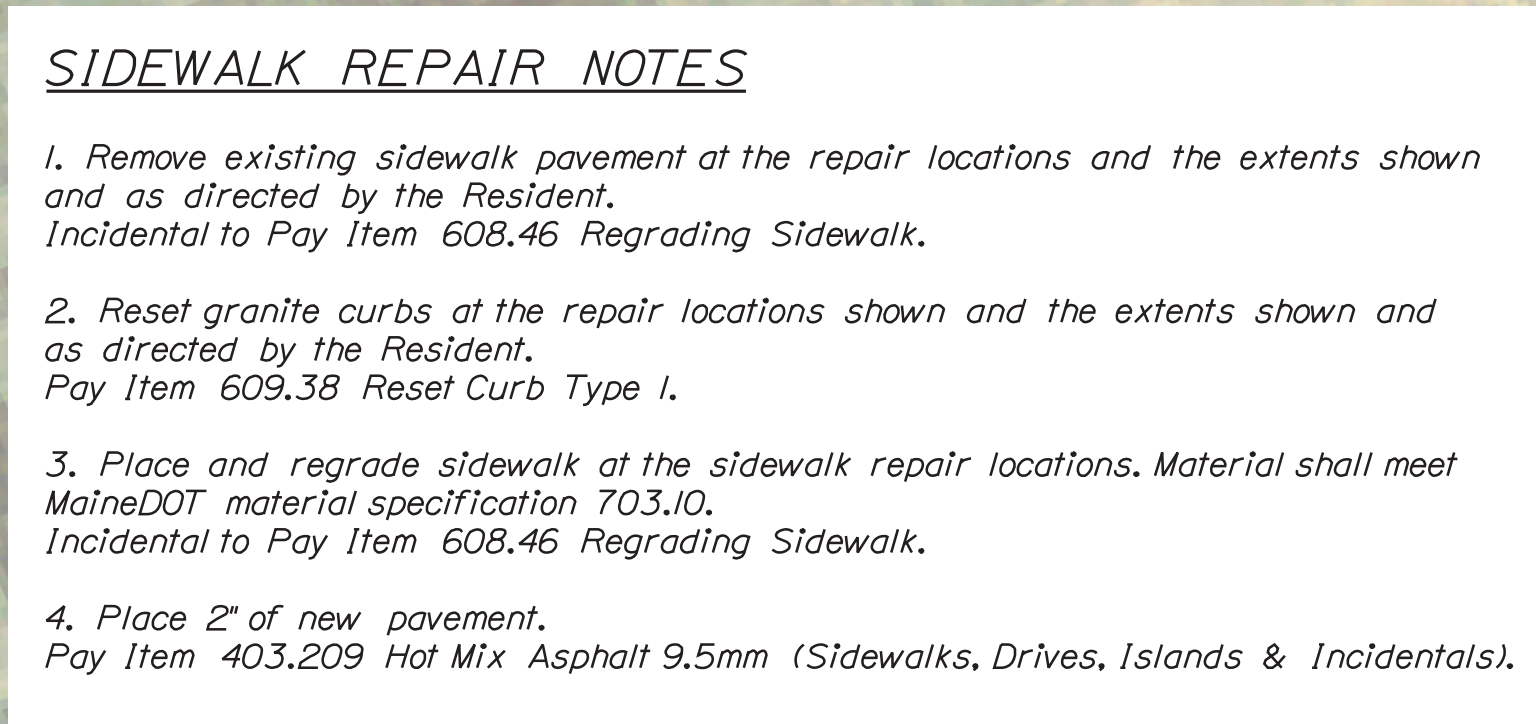 SIDEWALK REPAIR NOTES
1. Remove existing sidewalk pavement at the repair locations and the extents shown
and as directed by the Resident.
Incidental to Pay Item 608.46 Regrading Sidewalk.
2. Reset granite curbs at the repair locations shown and the extents shown and
as directed by the Resident.
Pay Item 609.38 Reset Curb Type 1.
3. Place and regrade sidewalk at the sidewalk repair locations. Material shall meet
MaineDOT material specification 703.10.
Incidental to Pay Item 608.46 Regrading Sidewalk.
4. Place 2" of new pavement.
Pay Item 403.209 Hot Mix Asphalt 9.5mm (Sidewalks, Drives, Islands & Incidentals).